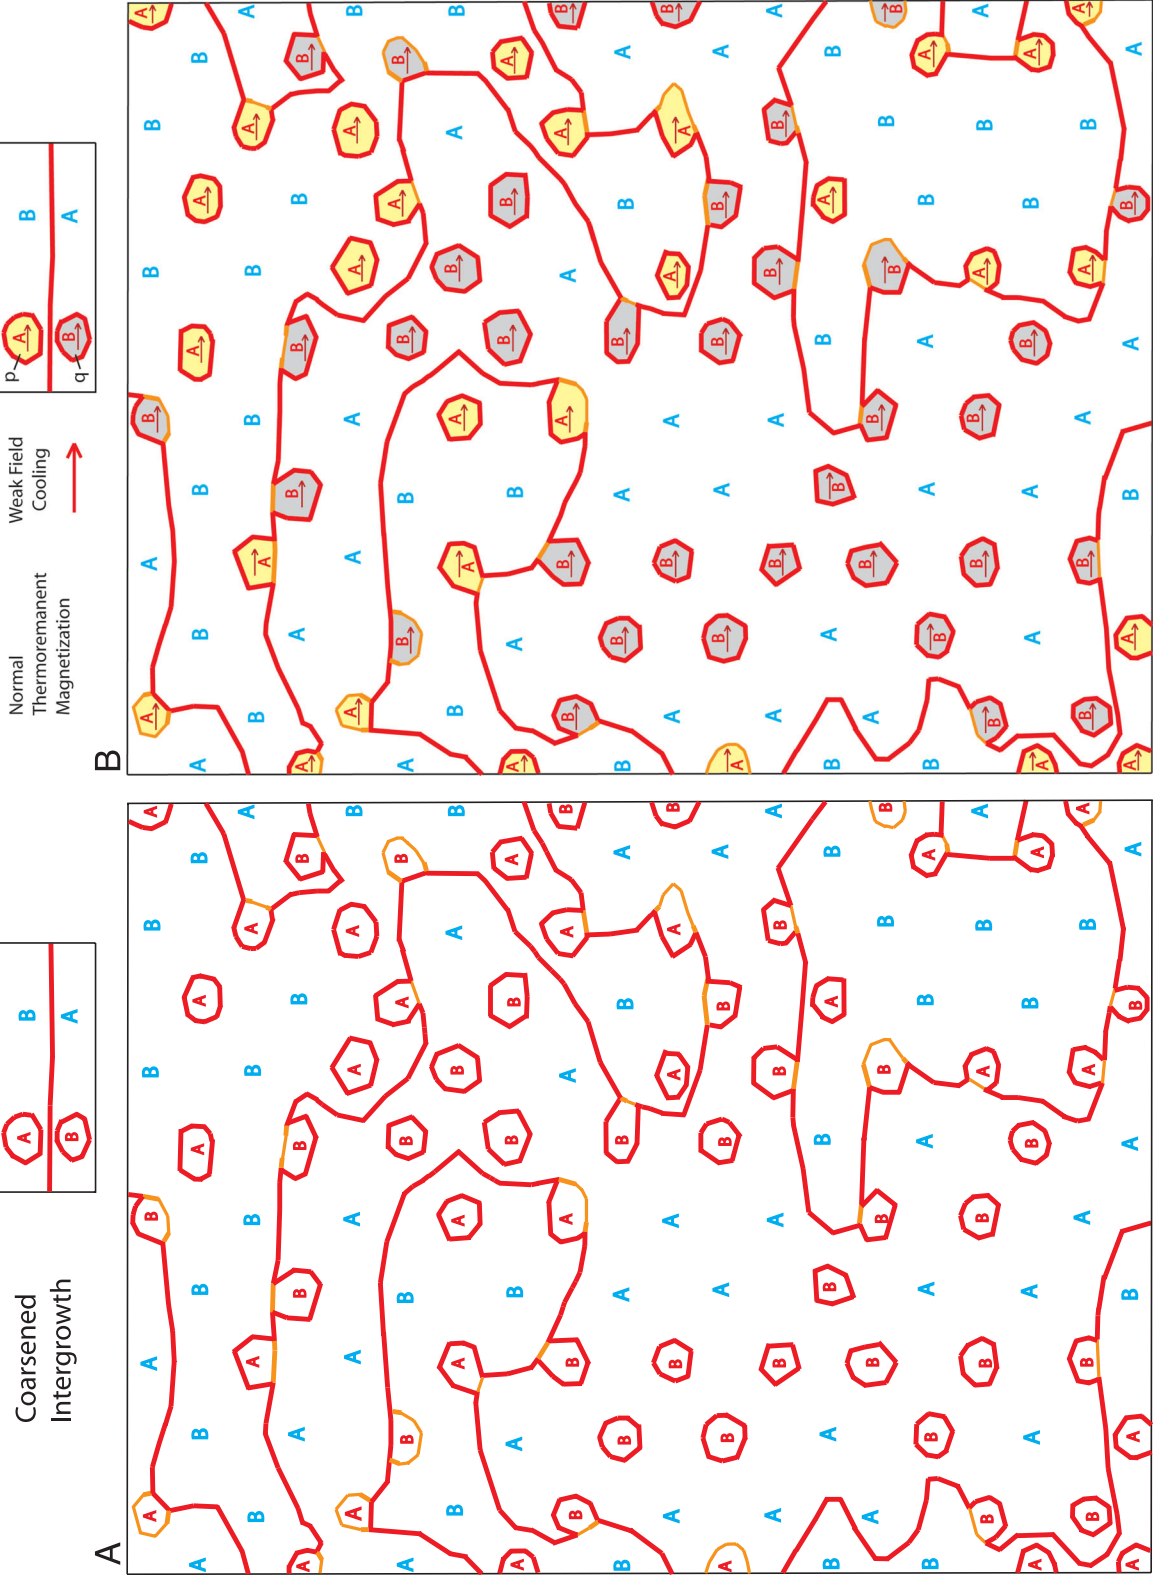 Coarsened
Intergrowth
A B
B A
A
A A B B B A
A B B A A B
B A B B A A
A A B B B B
A A A A A B
A B B B A B
B A A B A B
A A B B B A
B B A A A B
B B A B B A
A B A A A B
A B A B B A
A B A B B A
B A B B A B
A B B B B B
B B A A B A
B B B A B A
A A A B B A
B B A A B A
A A B A B A
Normal
Thermoremanent
Magnetization
Weak Field
Cooling
p A B
q B A
B
A A B B B A
A B B A A B
B A B B A A
A A B B B B
A A A A A B
A B B B A B
B A A B A B
A A B B B A
B B A A A B
B B A B B A
A B A A A B
A B A B B A
A B A B B A
B A B B A B
A B B B B B
B B A A B A
B B B A B A
A A A B B A
B B A A B A
A A B A B A